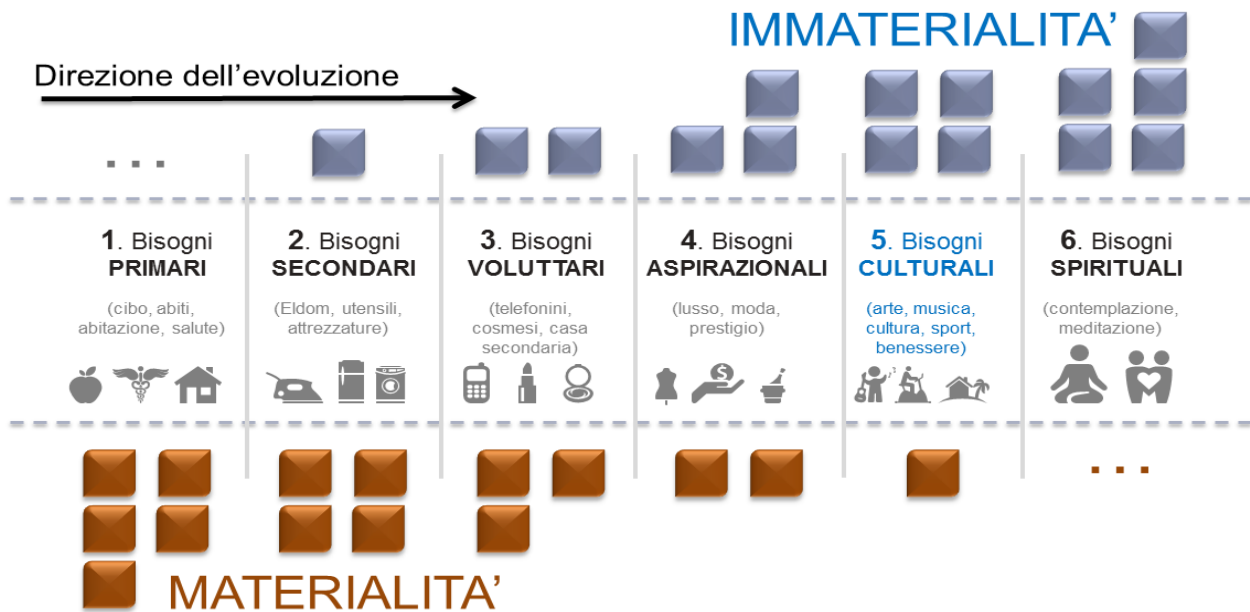 IMMATERIALITA’
Direzione dell’evoluzione
...
1. Bisogni
PRIMARI
(cibo, abiti,
abitazione, salute)
2. Bisogni
SECONDARI
(Eldom, utensili,
attrezzature)
3. Bisogni
VOLUTTARI
(telefonini,
cosmesi, casa
secondaria)
4. Bisogni
ASPIRAZIONALI
(lusso, moda,
prestigio)
5. Bisogni
CULTURALI
(arte, musica,
cultura, sport,
benessere)
6. Bisogni
SPIRITUALI
(contemplazione,
meditazione)
$
...
MATERIALITA’